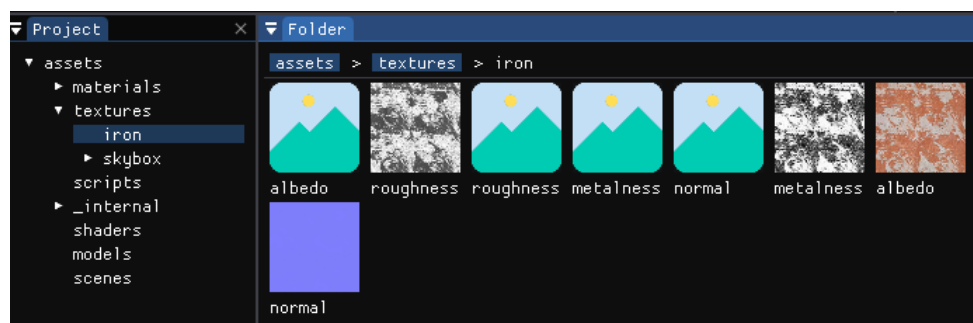 Project
assets
materials
textures
iron
skybox
scripts
_internal
shaders
models
scenes
Folder
assets > textures > iron
albedo roughness roughness metalness normal metalness albedo
normal